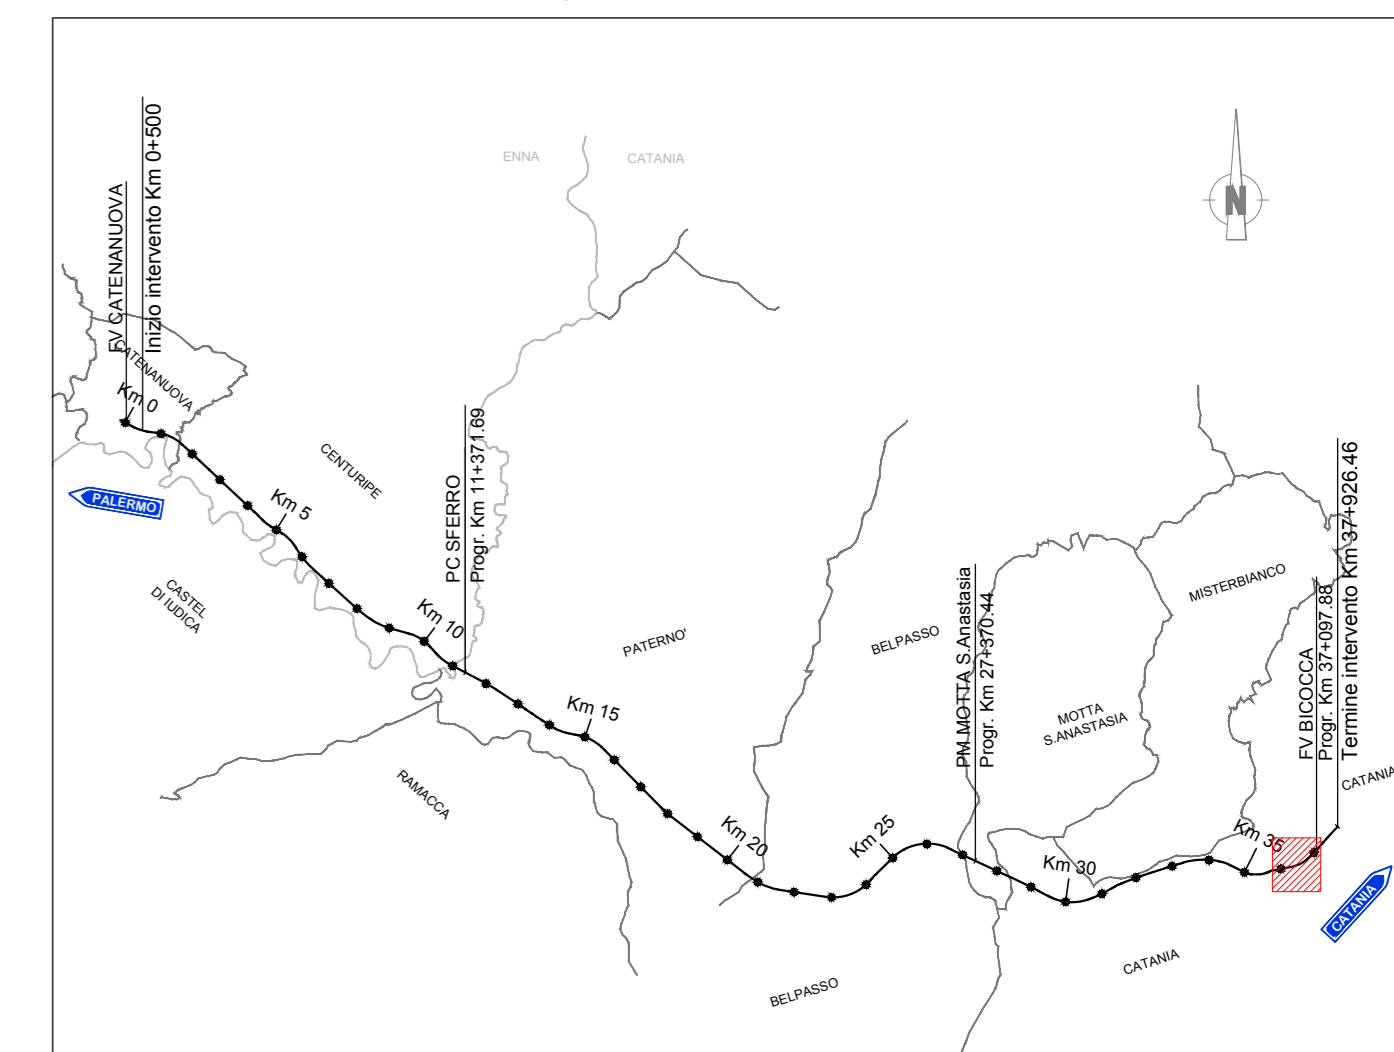 ENNA
CATANIA
N
FV CATENANUOVA
Inizio intervento Km 0+500
CATENANUOVA
Km 0
PALERMO
CENTURIPE
Km 5
CASTEL
DI IUDICA
PC SFERRO
Progr. Km 11+371.69
Km 10
PATERNO'
Km 15
RAMACCA
Km 20
BELPASSO
Km 25
BELPASSO
PM MOTTA S.Anastasia
Progr. Km 27+370.44
Km 30
MOTTA
S.ANASTASIA
MISTERBIANCO
Km 35
FV BICOCCA
Progr. Km 37+097.88
Termine intervento Km 37+926.46
CATANIA
CATANIA
CATANIA